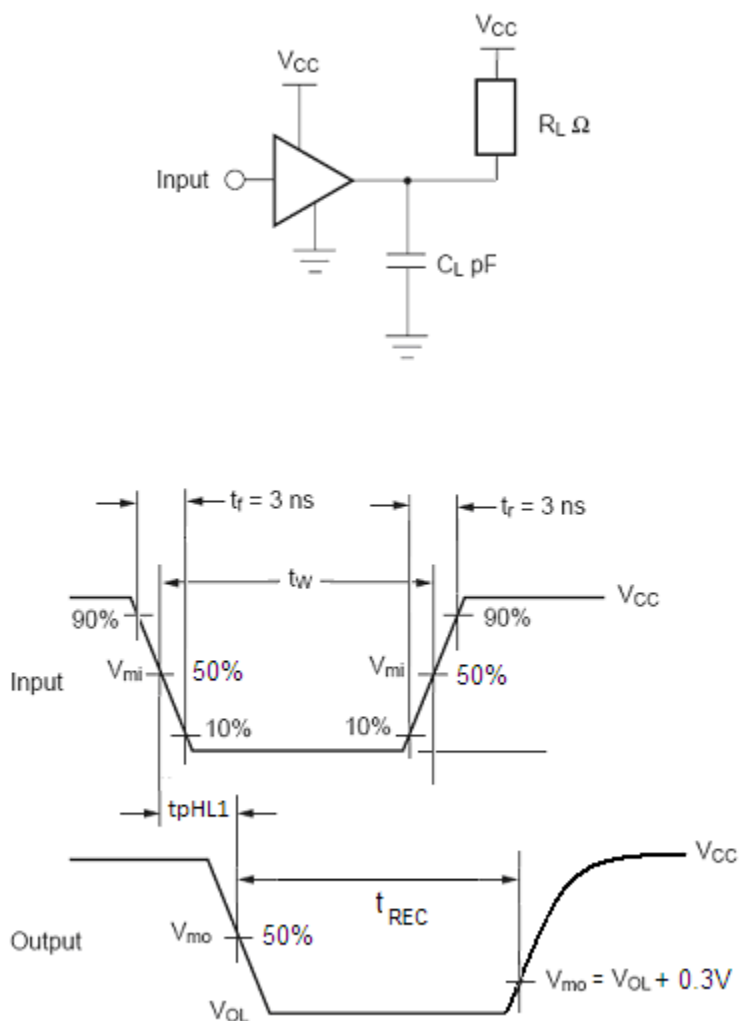 VCC
VCC
RL Ω
Input
CL pF
tf = 3 ns
tr = 3 ns
tW
VCC
90%
90%
Input
Vmi
50%
Vmi
50%
10%
10%
tpHL1
VCC
tREC
Output
Vmo
50%
Vmo = VOL + 0.3V
VOL